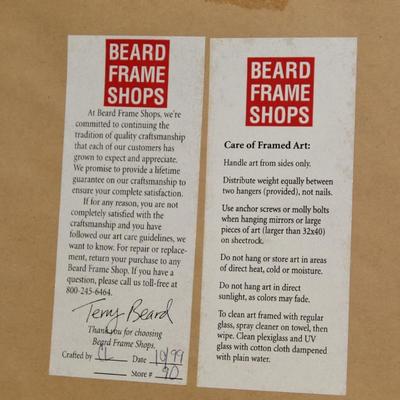 BEARD
FRAME
SHOPS
At Beard Frame Shops, we're
committed to continuing the
tradition of quality craftsmanship
that each of our customers has
grown to expect and appreciate.
We promise to provide a lifetime
guarantee on our craftsmanship to
ensure your complete satisfaction.
If for any reason, you are not
completely satisfied with the
craftsmanship and you have
followed our art care guidelines, we
want to know. For repair or replace-
ment, return your purchase to any
Beard Frame Shop. If you have a
question, please call us toll-free at
800-245-6464.
Terry Beard
Thank you for choosing
Beard Frame Shops,
Crafted by CL Date 10/99
Store # 90
BEARD
FRAME
SHOPS
Care of Framed Art:
Handle art from sides only.
Distribute weight equally between
two hangers (provided), not nails.
Use anchor screws or molly bolts
when hanging mirrors or large
pieces of art (larger than 32x40)
on sheetrock.
Do not hang or store art in areas
of direct heat, cold or moisture.
Do not hang art in direct
sunlight, as colors may fade.
To clean art framed with regular
glass, spray cleaner on towel, then
wipe. Clean plexiglass and UV
glass with cotton cloth dampened
with plain water.